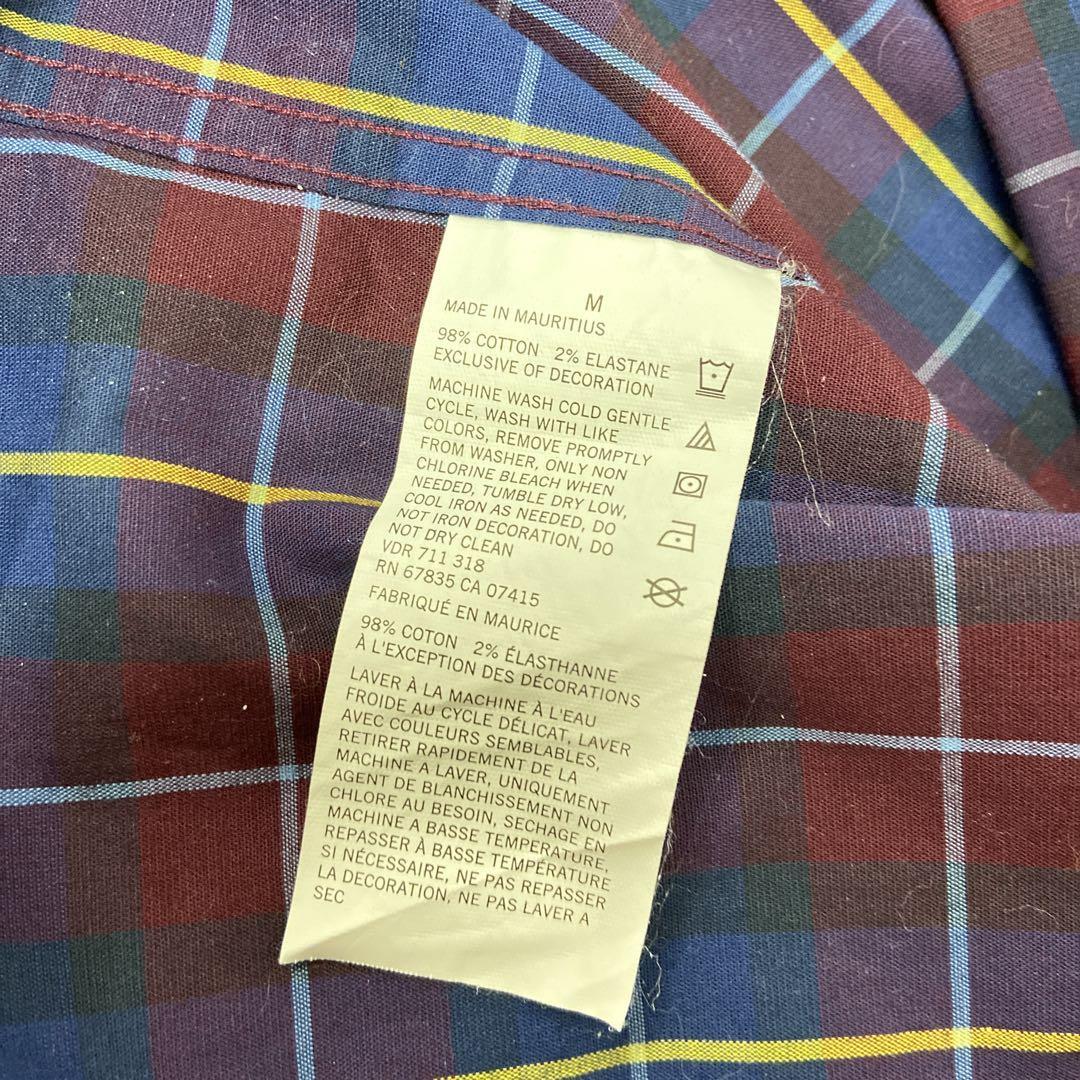 M
MADE IN MAURITIUS
98% COTTON 2% ELASTANE
EXCLUSIVE OF DECORATION
MACHINE WASH COLD GENTLE
CYCLE, WASH WITH LIKE
COLORS, REMOVE PROMPTLY
FROM WASHER, ONLY NON
CHLORINE BLEACH WHEN
NEEDED, TUMBLE DRY LOW,
COOL IRON AS NEEDED, DO
NOT IRON DECORATION, DO
NOT DRY CLEAN
VDR 711 318
RN 67835 CA 07415
FABRIQUÉ EN MAURICE
98% COTON 2% ÉLASTHANNE
À L'EXCEPTION DES DÉCORATIONS
LAVER À LA MACHINE À L'EAU
FROIDE AU CYCLE DÉLICAT, LAVER
AVEC COULEURS SEMBLABLES,
RETIRER RAPIDEMENT DE LA
MACHINE A LAVER, UNIQUEMENT
AGENT DE BLANCHISSEMENT NON
CHLORE AU BESOIN, SECHAGE EN
MACHINE A BASSE TEMPERATURE,
REPASSER À BASSE TEMPÉRATURE
SI NÉCESSAIRE, NE PAS REPASSER
LA DECORATION, NE PAS LAVER A
SEC